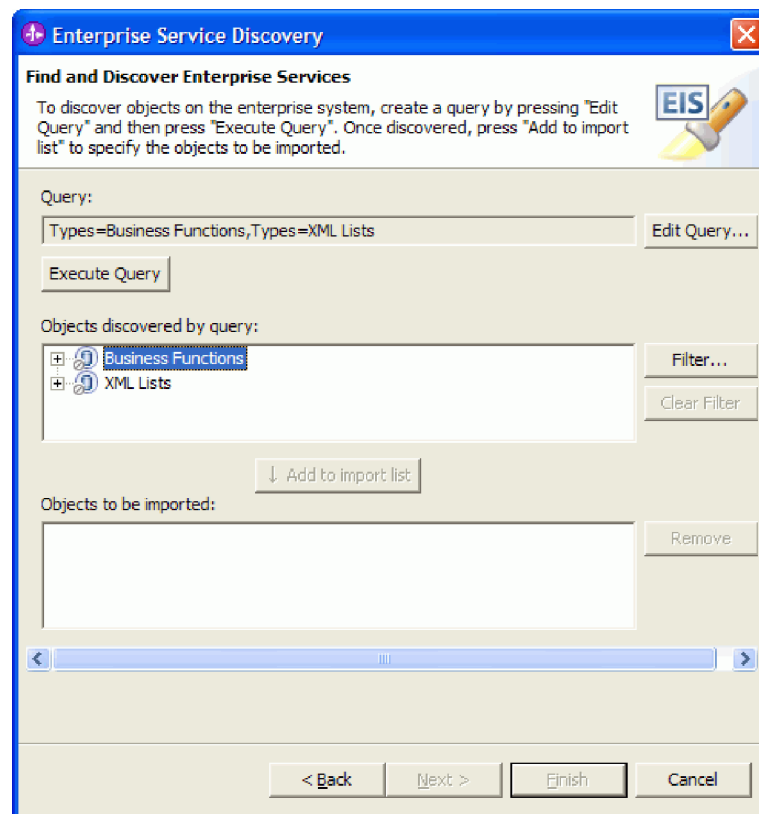 Enterprise Service Discovery
Find and Discover Enterprise Services
To discover objects on the enterprise system, create a query by pressing "Edit
Query" and then press "Execute Query". Once discovered, press "Add to import
list" to specify the objects to be imported.
EIS
Query:
Types=Business Functions,Types=XML Lists
Edit Query...
Execute Query
Objects discovered by query:
Business Functions
XML Lists
Filter...
Clear Filter
↓ Add to import list
Objects to be imported:
Remove
< Back
Next >
Finish
Cancel